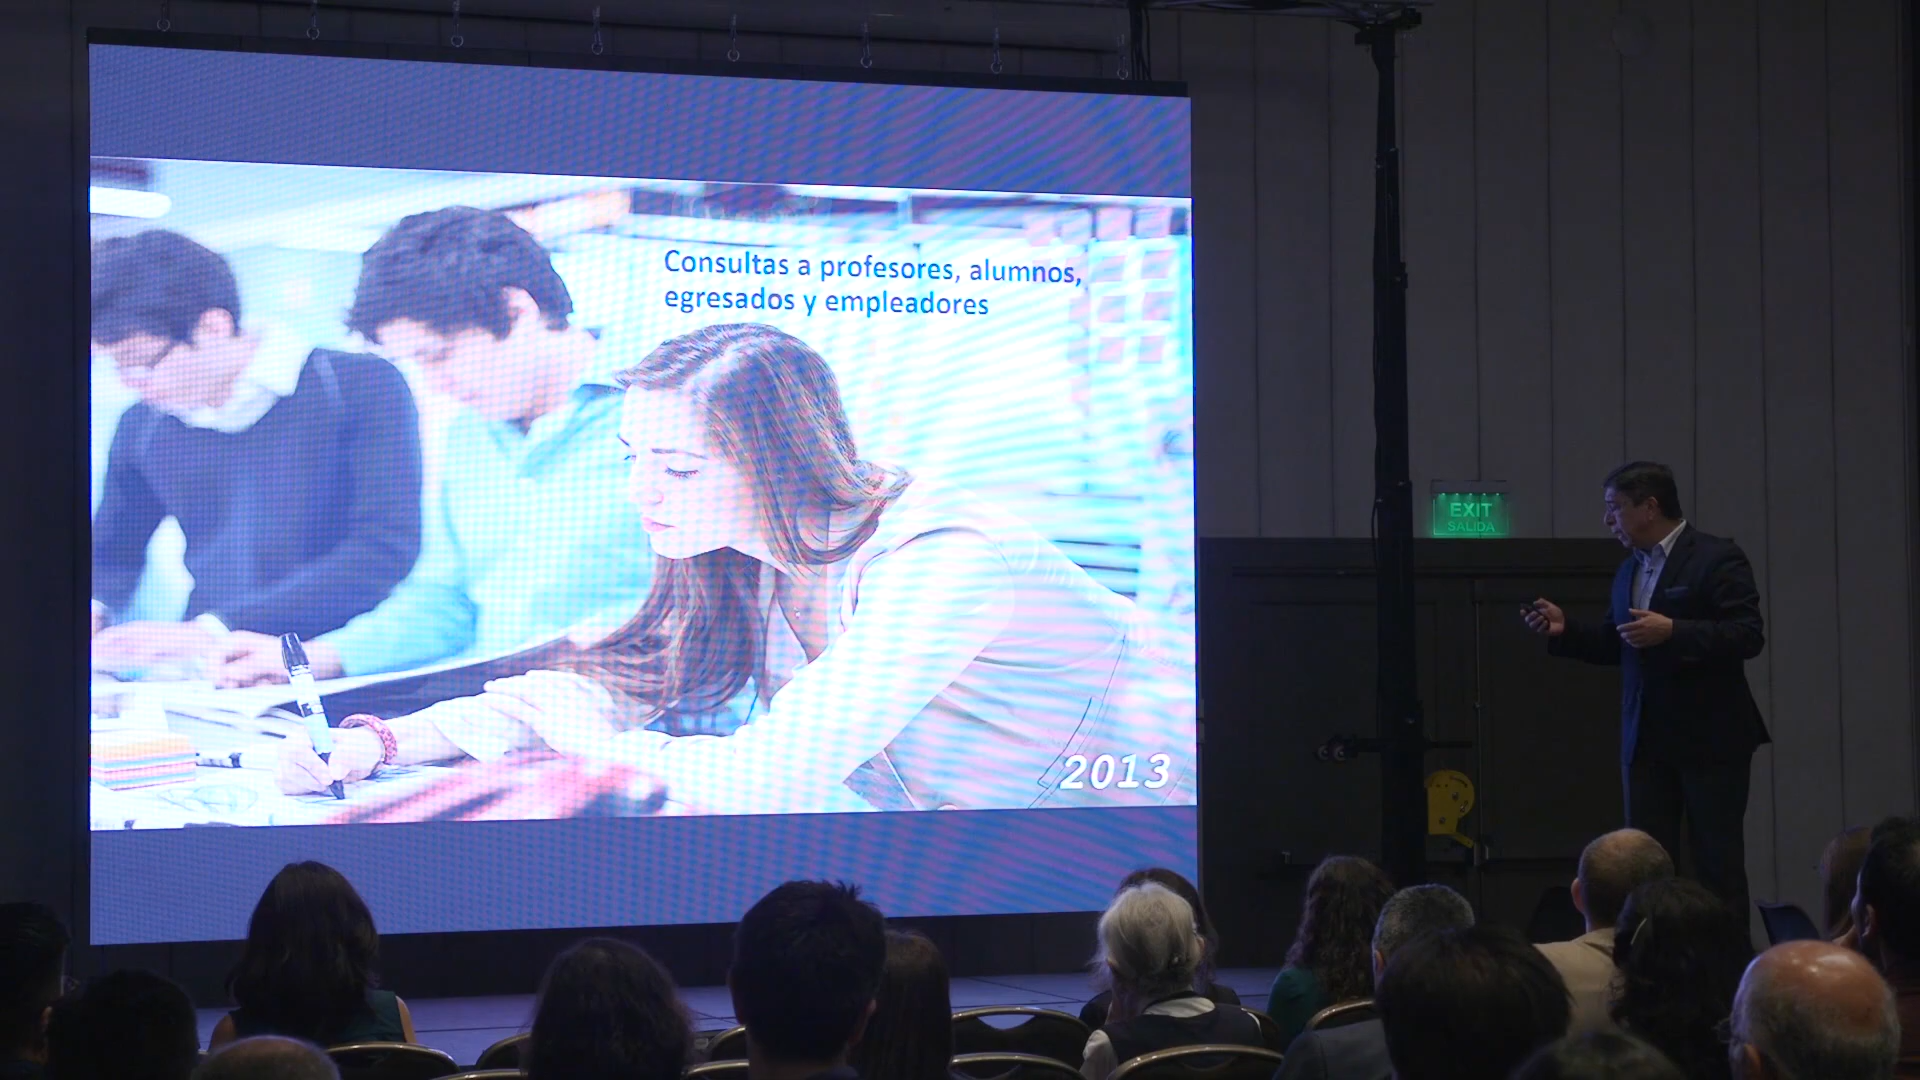 Consultas a profesores, alumnos,
egresados y empleadores
2013
EXIT
SALIDA